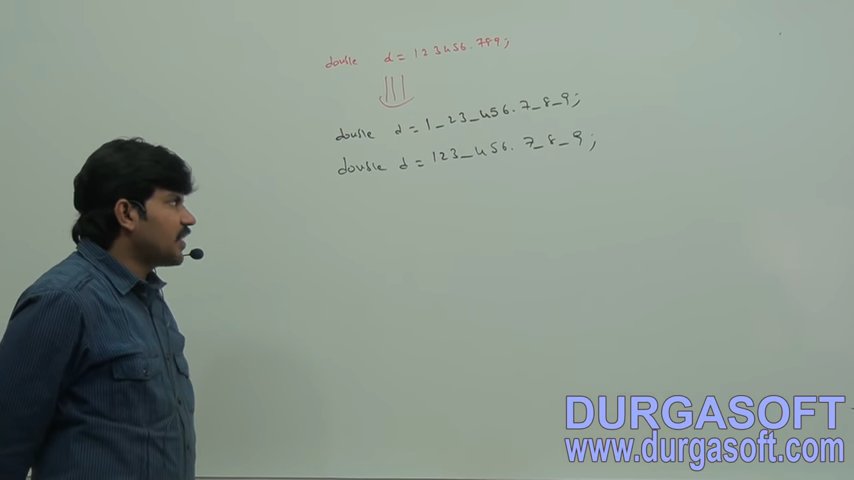 double d = 123456.789;
double d = 1_23_456.7_8_9;
double d = 123_456.7_8_9;
DURGASOFT
www.durgasoft.com